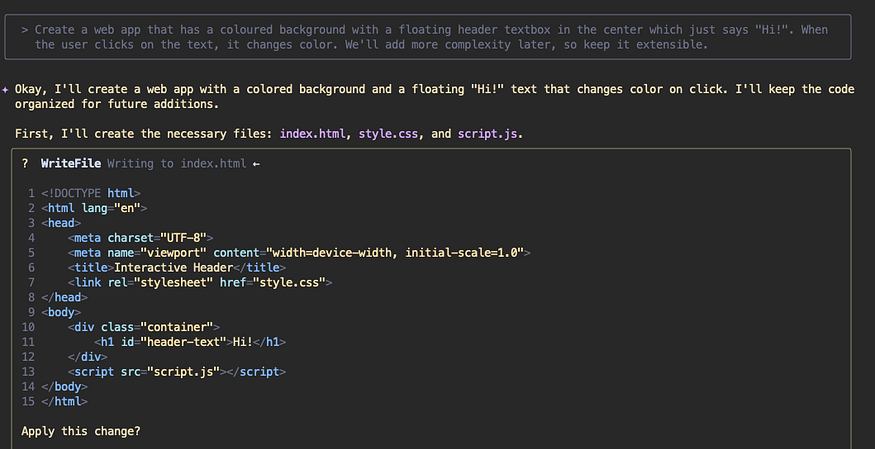 > Create a web app that has a coloured background with a floating header textbox in the center which just says "Hi!". When
the user clicks on the text, it changes color. We'll add more complexity later, so keep it extensible.
✦ Okay, I'll create a web app with a colored background and a floating "Hi!" text that changes color on click. I'll keep the code
organized for future additions.
First, I'll create the necessary files: index.html, style.css, and script.js.
? WriteFile Writing to index.html ←
1 <!DOCTYPE html>
2 <html lang="en">
3 <head>
4     <meta charset="UTF-8">
5     <meta name="viewport" content="width=device-width, initial-scale=1.0">
6     <title>Interactive Header</title>
7     <link rel="stylesheet" href="style.css">
8 </head>
9 <body>
10     <div class="container">
11         <h1 id="header-text">Hi!</h1>
12     </div>
13     <script src="script.js"></script>
14 </body>
15 </html>
Apply this change?